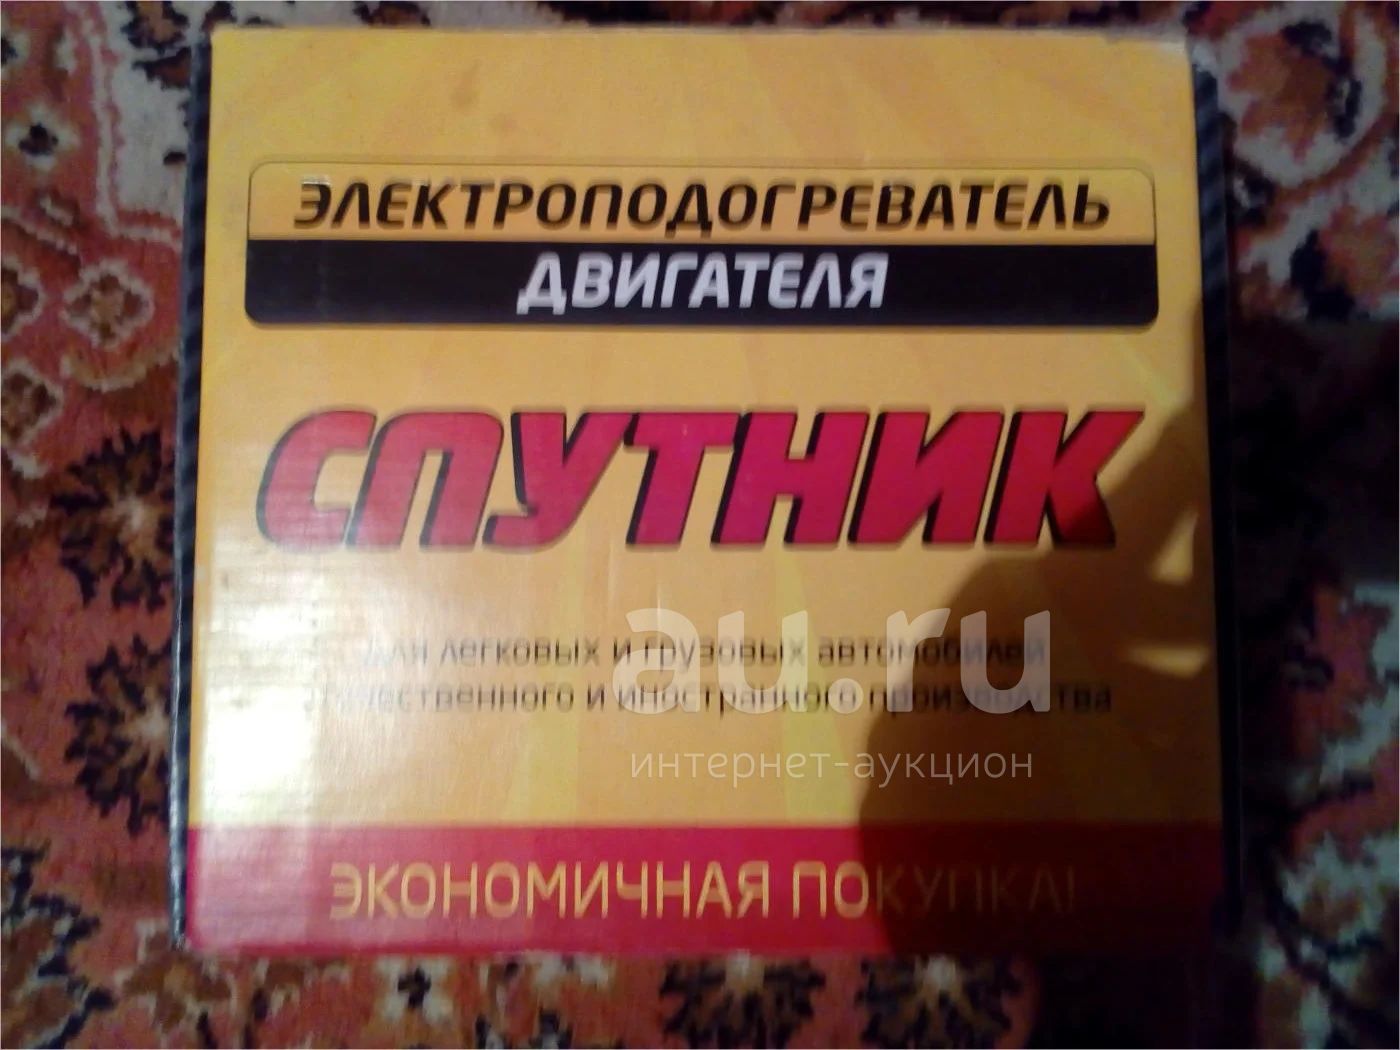 ЭЛЕКТРОПОДОГРЕВАТЕЛЬ
ДВИГАТЕЛЯ
СПУТНИК
для легковых и грузовых автомобилей
отечественного и иностранного производства
au.ru
интернет-аукцион
ЭКОНОМИЧНАЯ ПОКУПКА!